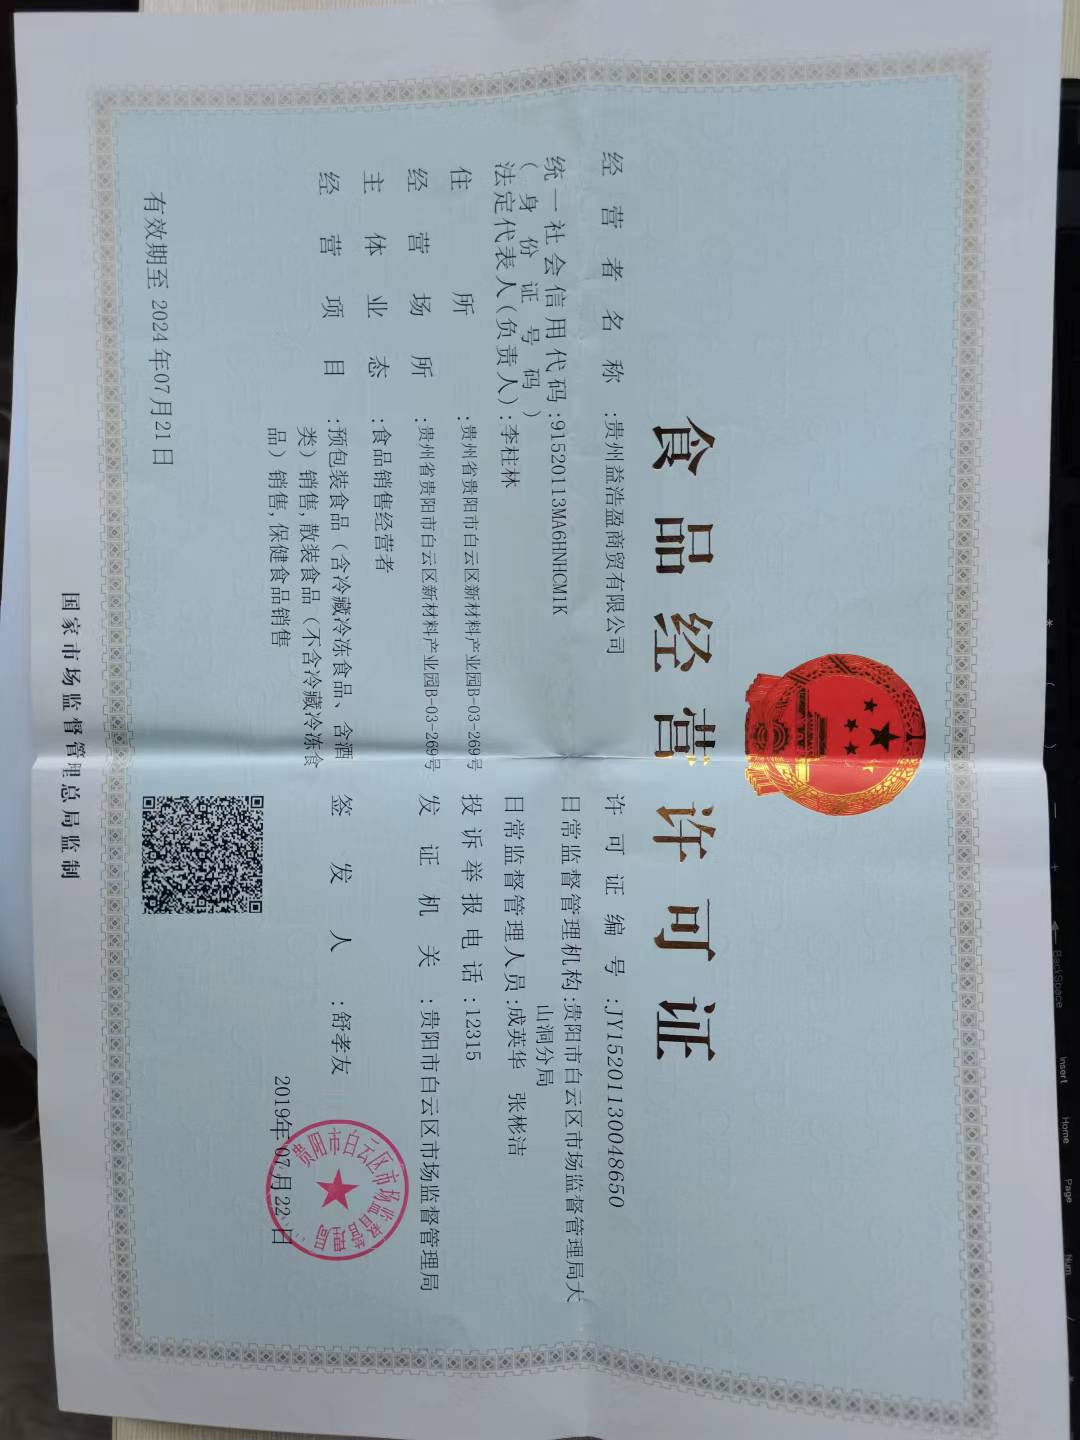 食品经营许可证
经营者名称:贵州益浩盈商贸有限公司
统一社会信用代码:91520113MA6HNHCM1K
(身份证号码)
法定代表人(负责人):李柱林
住所:贵州省贵阳市白云区新材料产业园B-03-269号
经营场所:贵州省贵阳市白云区新材料产业园B-03-269号
主体业态:食品销售经营者
经营项目:预包装食品(含冷藏冷冻食品、含酒
类)销售,散装食品(不含冷藏冷冻食
品)销售,保健食品销售
有效期至 2024年07月21日
许可证编号:JY15201130048650
日常监督管理机构:贵阳市白云区市场监督管理局大
山洞分局
日常监督管理人员:成英华 张彬洁
投诉举报电话:12315
发证机关:贵阳市白云区市场监督管理局
签发人:舒孝友
2019年07月22日
贵阳市白云区市场监督管理局
国家市场监督管理总局监制
BackSpace
Insert
Home
Page
Num